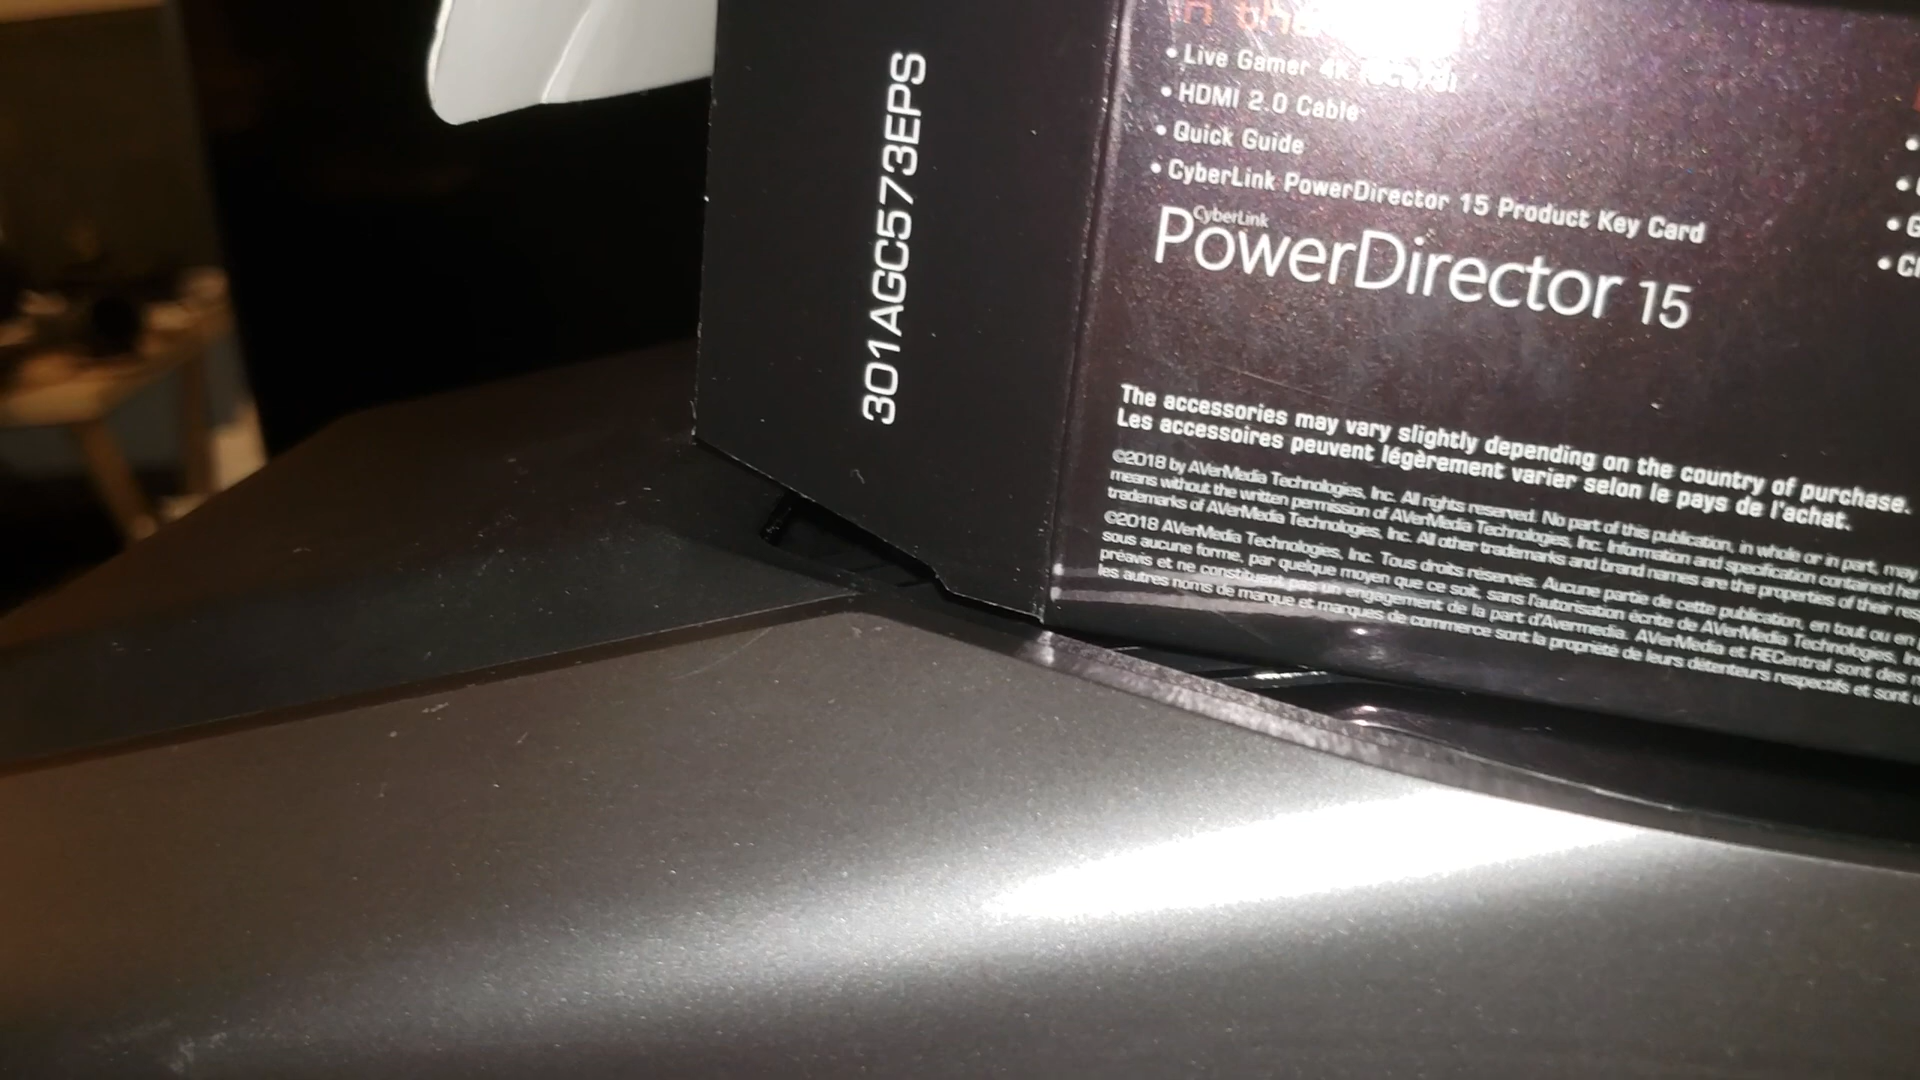 301AGC573EPS
in the
• Live Gamer 4K (GC573)
• HDMI 2.0 Cable
• Quick Guide
• CyberLink PowerDirector 15 Product Key Card
CyberLink
PowerDirector 15
The accessories may vary slightly depending on the country of purchase.
Les accessoires peuvent légèrement varier selon le pays de l'achat.
©2018 by AVerMedia Technologies, Inc. All rights reserved. No part of this publication, in whole or in part, may
means without the written permission of AVerMedia Technologies, Inc. Information and specification contained her
trademarks of AVerMedia Technologies, Inc. All other trademarks and brand names are the properties of their res
©2018 AVerMedia Technologies, Inc. Tous droits réservés. Aucune partie de cette publication, en tout ou en
sous aucune forme, par quelque moyen que ce soit, sans l'autorisation écrite de AVerMedia Technologies, In
préavis et ne constituent pas un engagement de la part d'Avermedia. AVerMedia et RECentral sont des
les autres noms de marque et marques de commerce sont la propriété de leurs détenteurs respectifs et sont